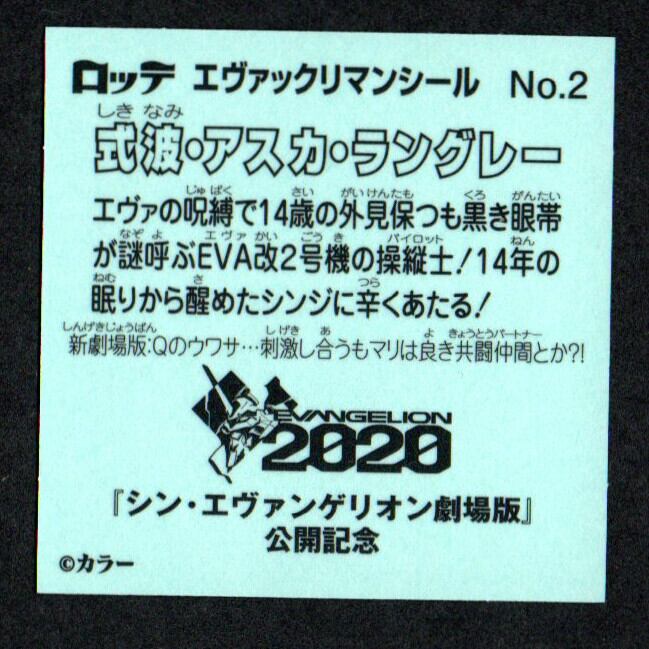 ロッテ エヴァックリマンシール No.2
しき なみ
式波・アスカ・ラングレー
じゅ ばく さい がい けん たも くろ がんたい
エヴァの呪縛で14歳の外見保つも黒き眼帯
なぞ よ エヴァ かい ごう き パイロット ねん
が謎呼ぶEVA改2号機の操縦士!14年の
ねむ さ つら
眠りから醒めたシンジに辛くあたる!
しんげきじょうばん し げき あ よ きょうとうパートナー
新劇場版:Qのウワサ…刺激し合うもマリは良き共闘仲間とか?!
EVANGELION
2020
『シン・エヴァンゲリオン劇場版』
公開記念
©カラー